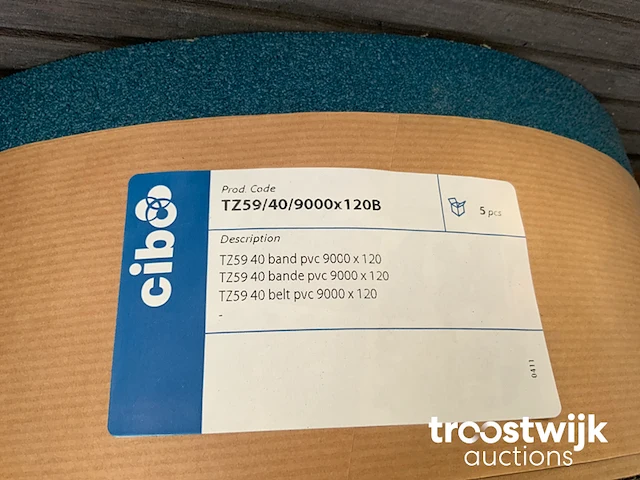 cibo
Prod. Code
TZ59/40/9000x120B
5 pcs
Description
TZ59 40 band pvc 9000 x 120
TZ59 40 bande pvc 9000 x 120
TZ59 40 belt pvc 9000 x 120
-
0411
troostwijk
auctions